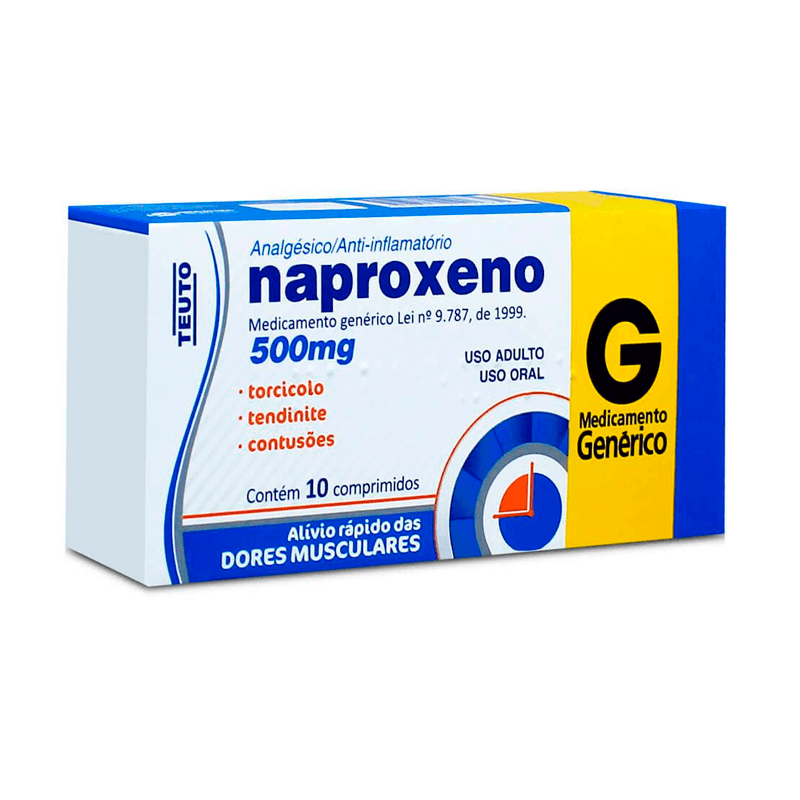 TEUTO
Analgésico/Anti-inflamatório
naproxeno
Medicamento genérico Lei nº 9.787, de 1999.
500mg
USO ADULTO
USO ORAL
· torcicolo
· tendinite
· contusões
Contém 10 comprimidos
Alívio rápido das
DORES MUSCULARES
G
Medicamento
Genérico